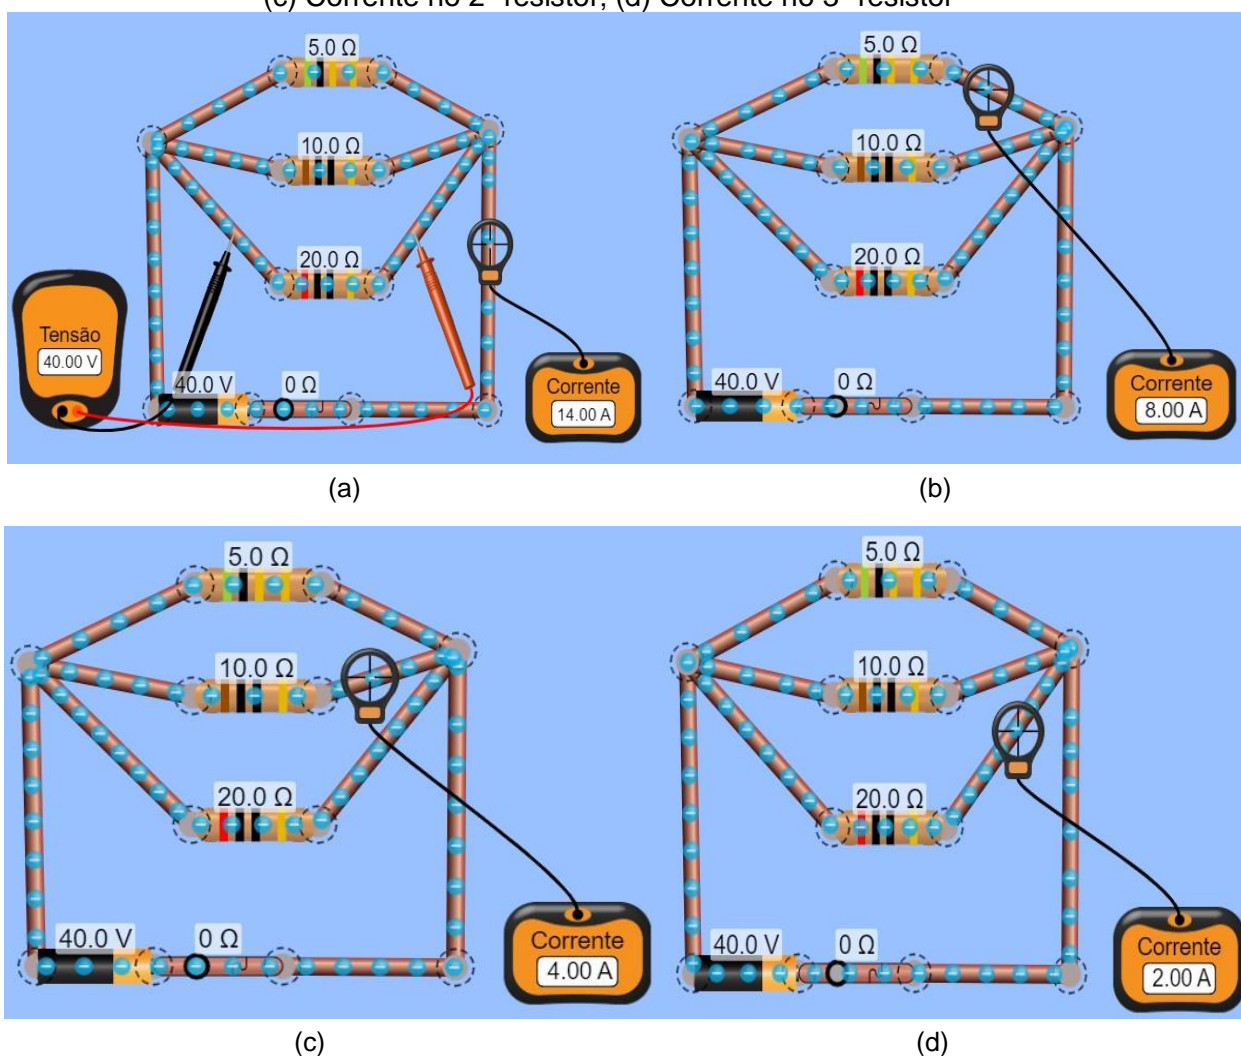 (c) Corrente no 2º resistor; (d) Corrente no 3º resistor
5.0 Ω
10.0 Ω
20.0 Ω
Tensão
40.00 V
40.0 V
0 Ω
Corrente
14.00 A
(a)
5.0 Ω
10.0 Ω
20.0 Ω
40.0 V
0 Ω
Corrente
8.00 A
(b)
5.0 Ω
10.0 Ω
20.0 Ω
40.0 V
0 Ω
Corrente
4.00 A
(c)
5.0 Ω
10.0 Ω
20.0 Ω
40.0 V
0 Ω
Corrente
2.00 A
(d)